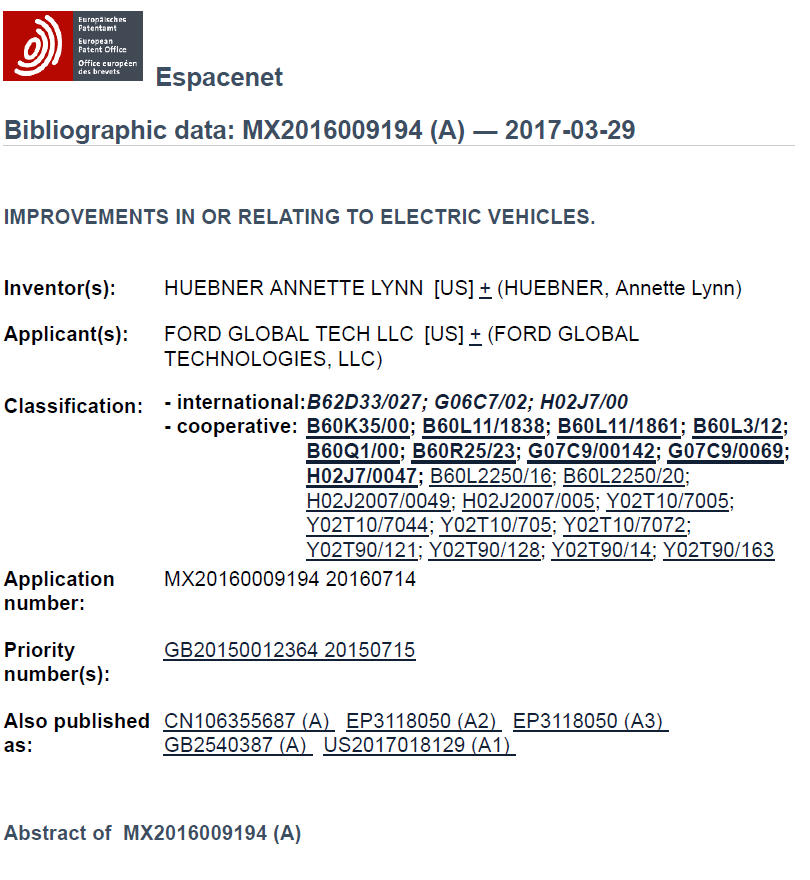 Europäisches
Patentamt
European
Patent Office
Office européen
des brevets
Espacenet
Bibliographic data: MX2016009194 (A) — 2017-03-29
IMPROVEMENTS IN OR RELATING TO ELECTRIC VEHICLES.
Inventor(s): HUEBNER ANNETTE LYNN [US] + (HUEBNER, Annette Lynn)
Applicant(s): FORD GLOBAL TECH LLC [US] + (FORD GLOBAL
TECHNOLOGIES, LLC)
Classification: - international: B62D33/027; G06C7/02; H02J7/00
- cooperative: B60K35/00; B60L11/1838; B60L11/1861; B60L3/12;
B60Q1/00; B60R25/23; G07C9/00142; G07C9/0069;
H02J7/0047; B60L2250/16; B60L2250/20;
H02J2007/0049; H02J2007/005; Y02T10/7005;
Y02T10/7044; Y02T10/705; Y02T10/7072;
Y02T90/121; Y02T90/128; Y02T90/14; Y02T90/163
Application MX20160009194 20160714
number:
Priority GB20150012364 20150715
number(s):
Also published CN106355687 (A) EP3118050 (A2) EP3118050 (A3)
as: GB2540387 (A) US2017018129 (A1)
Abstract of MX2016009194 (A)